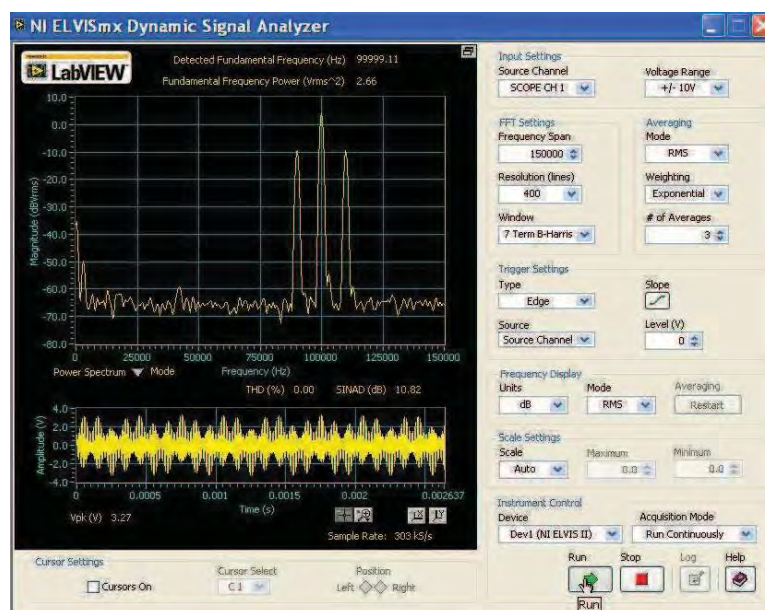 NI ELVISmx Dynamic Signal Analyzer
LabVIEW
Detected Fundamental Frequency (Hz) 99999.11
Fundamental Frequency Power (Vrms^2) 2.66
Magnitude (dBVrms)
10.0
0.0
-10.0
-20.0
-30.0
-40.0
-50.0
-60.0
-70.0
-80.0
0 25000 50000 75000 100000 125000 150000
Power Spectrum Mode Frequency (Hz)
THD (%) 0.00 SINAD (dB) 10.82
Amplitude (V)
4.0
2.0
0.0
-2.0
-4.0
0 0.0005 0.001 0.0015 0.002 0.002637
Time (s)
Vpk (V) 3.27
Sample Rate: 303 kS/s
Cursor Settings
Cursors On
Cursor Select
C1
Position
Left Right
Input Settings
Source Channel Voltage Range
SCOPE CH 1 +/- 10V
FFT Settings
Frequency Span
150000
Resolution (lines)
400
Window
7 Term B-Harris
Averaging
Mode
RMS
Weighting
Exponential
# of Averages
3
Trigger Settings
Type Slope
Edge
Source Level (V)
Source Channel 0
Frequency Display
Units Mode Averaging
dB RMS Restart
Scale Settings
Scale Maximum Minimum
Auto 0.0 0.0
Instrument Control
Device Acquisition Mode
Dev1 (NI ELVIS II) Run Continuously
Run Stop Log Help
Run